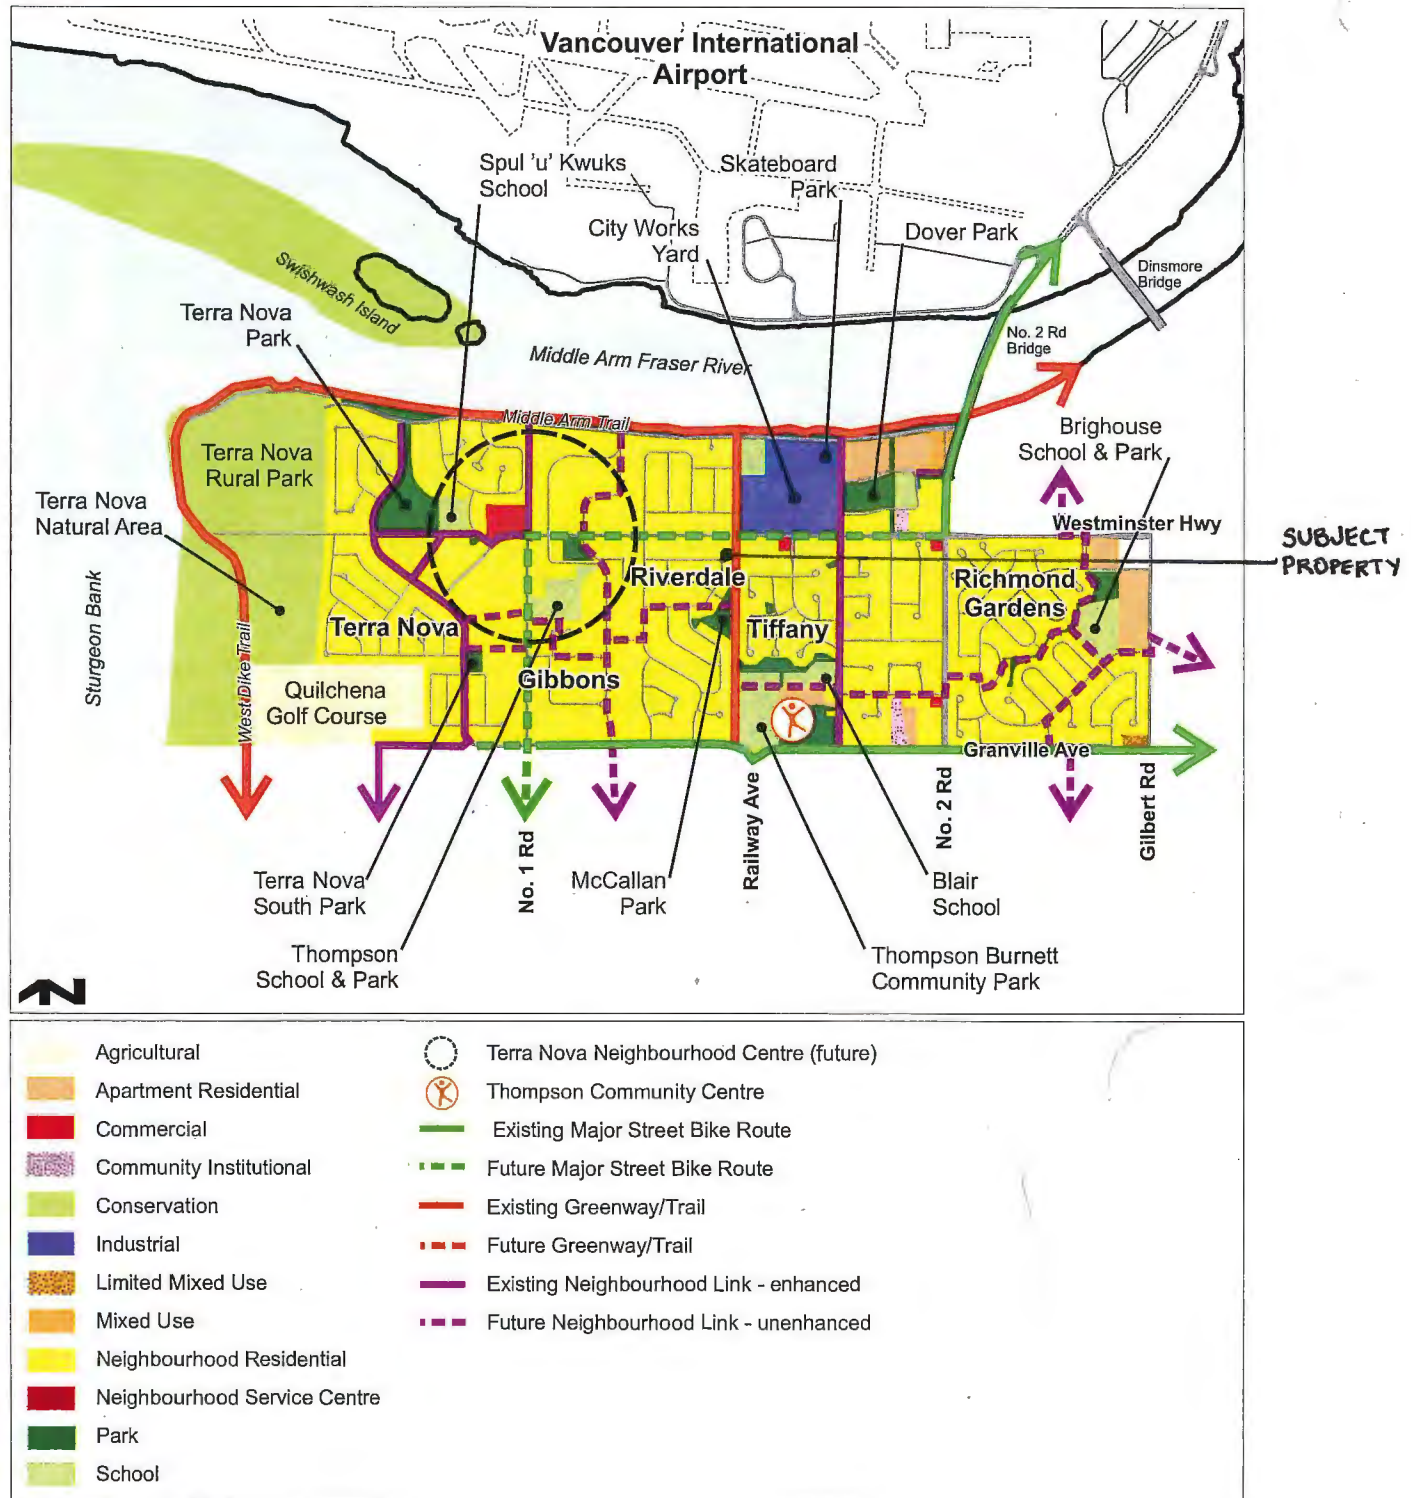 Vancouver International
Airport
Spul 'u' Kwuks
School
Skateboard
Park
City Works
Yard
Dover Park
Dinsmore
Bridge
Swishwash Island
Terra Nova
Park
No. 2 Rd
Bridge
Middle Arm Fraser River
Middle Arm Trail
Brighouse
School & Park
Terra Nova
Rural Park
Terra Nova
Natural Area
Westminster Hwy
SUBJECT
PROPERTY
Riverdale
Richmond
Gardens
Sturgeon Bank
Terra Nova
Tiffany
West Dike Trail
Gibbons
Quilchena
Golf Course
Granville Ave
No. 1 Rd
Railway Ave
No. 2 Rd
Gilbert Rd
Terra Nova
South Park
McCallan
Park
Blair
School
Thompson
School & Park
Thompson Burnett
Community Park
N
Agricultural
Apartment Residential
Commercial
Community Institutional
Conservation
Industrial
Limited Mixed Use
Mixed Use
Neighbourhood Residential
Neighbourhood Service Centre
Park
School
Terra Nova Neighbourhood Centre (future)
Thompson Community Centre
Existing Major Street Bike Route
Future Major Street Bike Route
Existing Greenway/Trail
Future Greenway/Trail
Existing Neighbourhood Link - enhanced
Future Neighbourhood Link - unenhanced